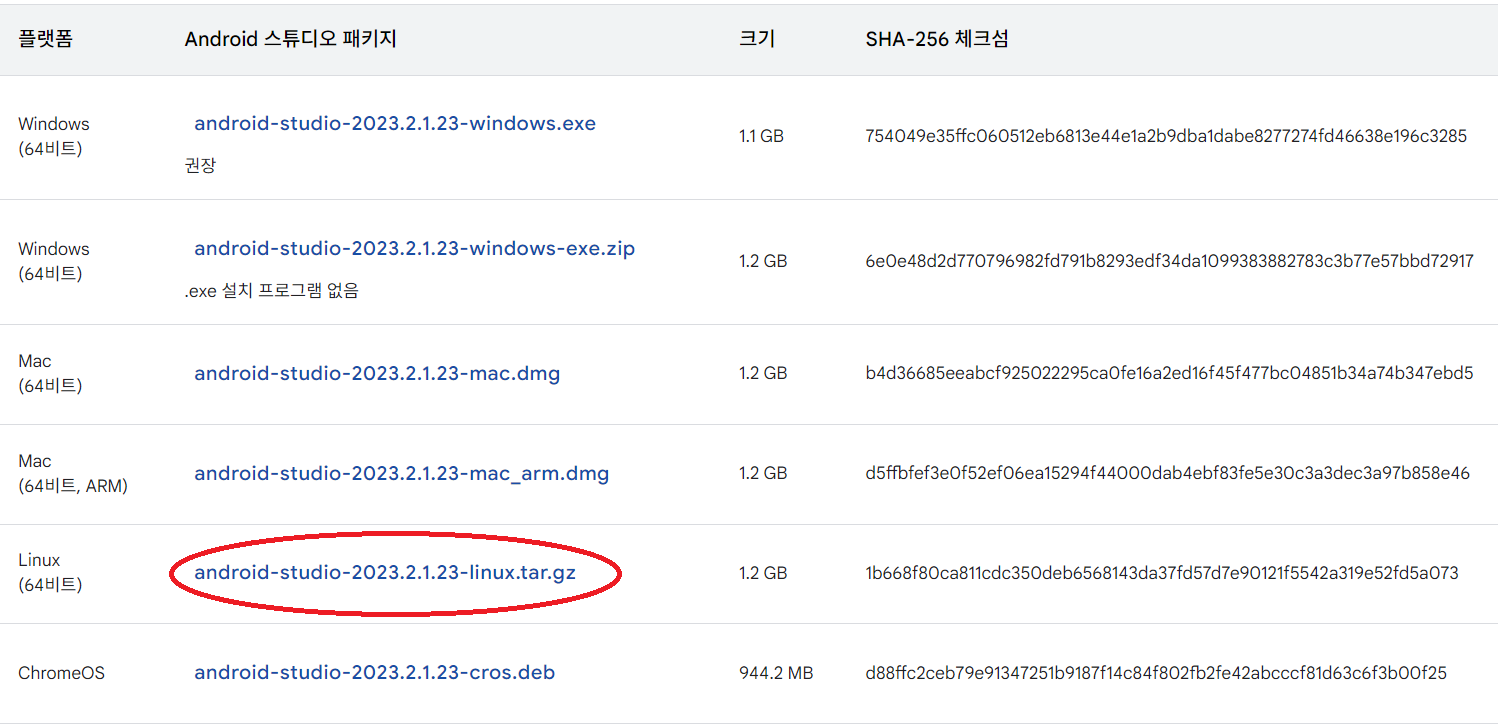 플랫폼 Android 스튜디오 패키지 크기 SHA-256 체크섬
Windows
(64비트)
android-studio-2023.2.1.23-windows.exe
권장
1.1 GB
754049e35ffc060512eb6813e44e1a2b9dba1dabe8277274fd46638e196c3285
Windows
(64비트)
android-studio-2023.2.1.23-windows-exe.zip
.exe 설치 프로그램 없음
1.2 GB
6e0e48d2d770796982fd791b8293edf34da1099383882783c3b77e57bbd72917
Mac
(64비트)
android-studio-2023.2.1.23-mac.dmg
1.2 GB
b4d36685eeabcf925022295ca0fe16a2ed16f45f477bc04851b34a74b347ebd5
Mac
(64비트, ARM)
android-studio-2023.2.1.23-mac_arm.dmg
1.2 GB
d5ffbfef3e0f52ef06ea15294f44000dab4ebf83fe5e30c3a3dec3a97b858e46
Linux
(64비트)
android-studio-2023.2.1.23-linux.tar.gz
1.2 GB
1b668f80ca811cdc350deb6568143da37fd57d7e90121f5542a319e52fd5a073
ChromeOS
android-studio-2023.2.1.23-cros.deb
944.2 MB
d88ffc2ceb79e91347251b9187f14c84f802fb2fe42abcccf81d63c6f3b00f25